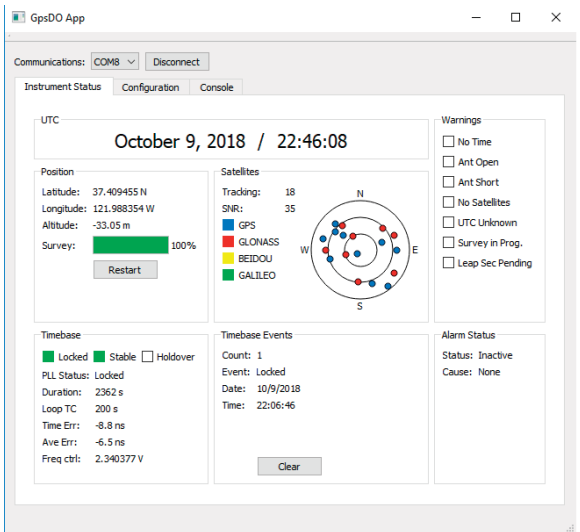 GpsDO App
Communications: COM8 Disconnect
Instrument Status Configuration Console
UTC
October 9, 2018 / 22:46:08
Position
Latitude: 37.409455 N
Longitude: 121.988354 W
Altitude: -33.05 m
Survey: 100%
Restart
Satellites
Tracking: 18
SNR: 35
GPS
GLONASS
BEIDOU
GALILEO
N
W E
S
Warnings
No Time
Ant Open
Ant Short
No Satellites
UTC Unknown
Survey in Prog.
Leap Sec Pending
Timebase
Locked Stable Holdover
PLL Status: Locked
Duration: 2362 s
Loop TC 200 s
Time Err: -8.8 ns
Ave Err: -6.5 ns
Freq ctrl: 2.340377 V
Timebase Events
Count: 1
Event: Locked
Date: 10/9/2018
Time: 22:06:46
Clear
Alarm Status
Status: Inactive
Cause: None